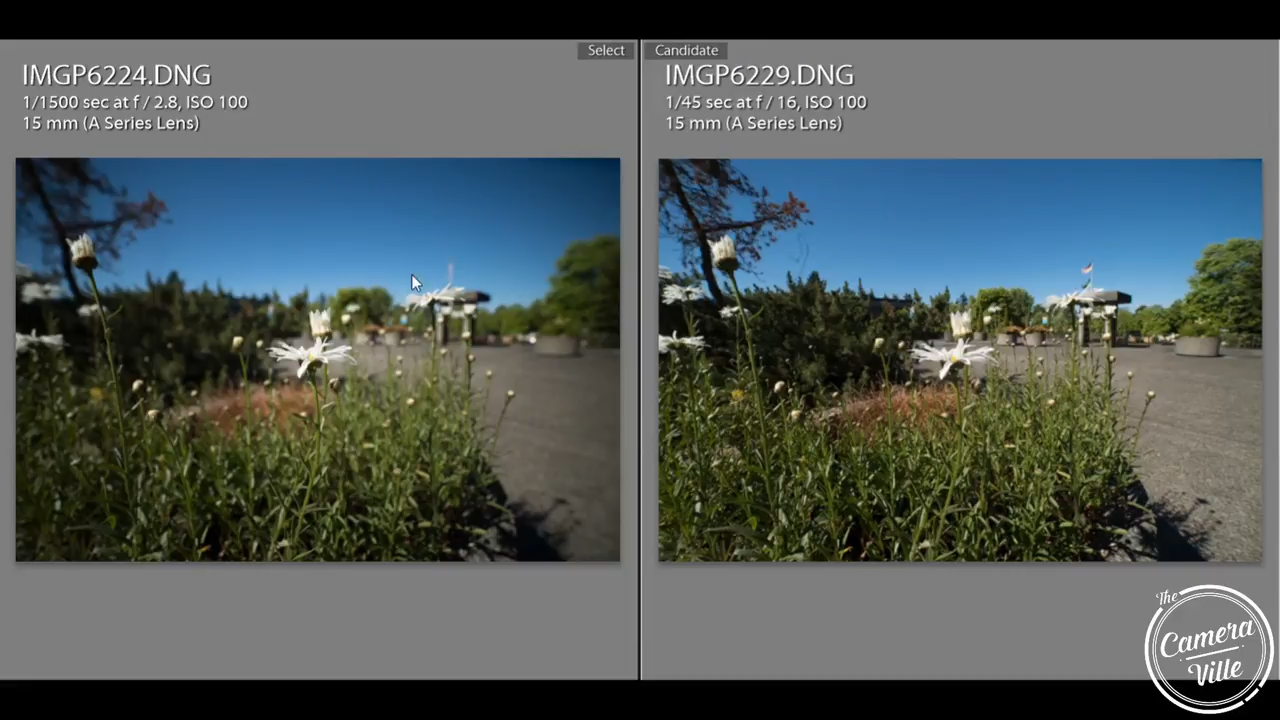 Select
IMGP6224.DNG
1/1500 sec at f / 2.8, ISO 100
15 mm (A Series Lens)
Candidate
IMGP6229.DNG
1/45 sec at f / 16, ISO 100
15 mm (A Series Lens)
The
Camera
Ville